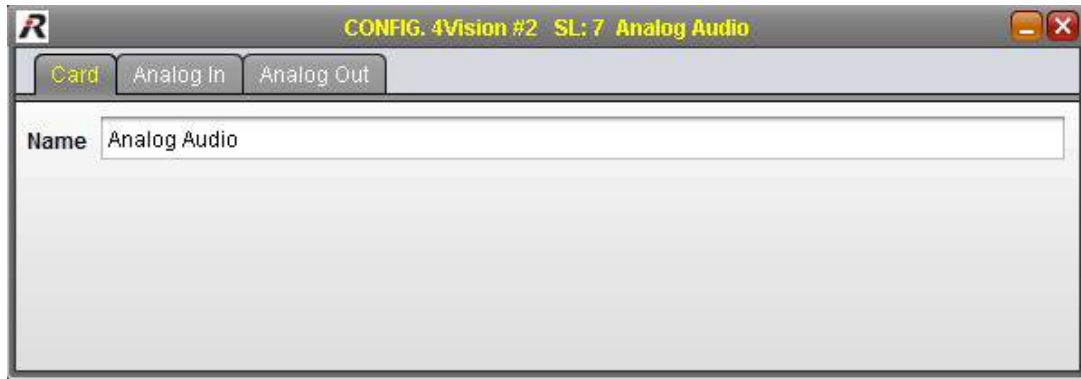 R CONFIG. 4Vision #2 SL: 7 Analog Audio
Card Analog In Analog Out
Name Analog Audio